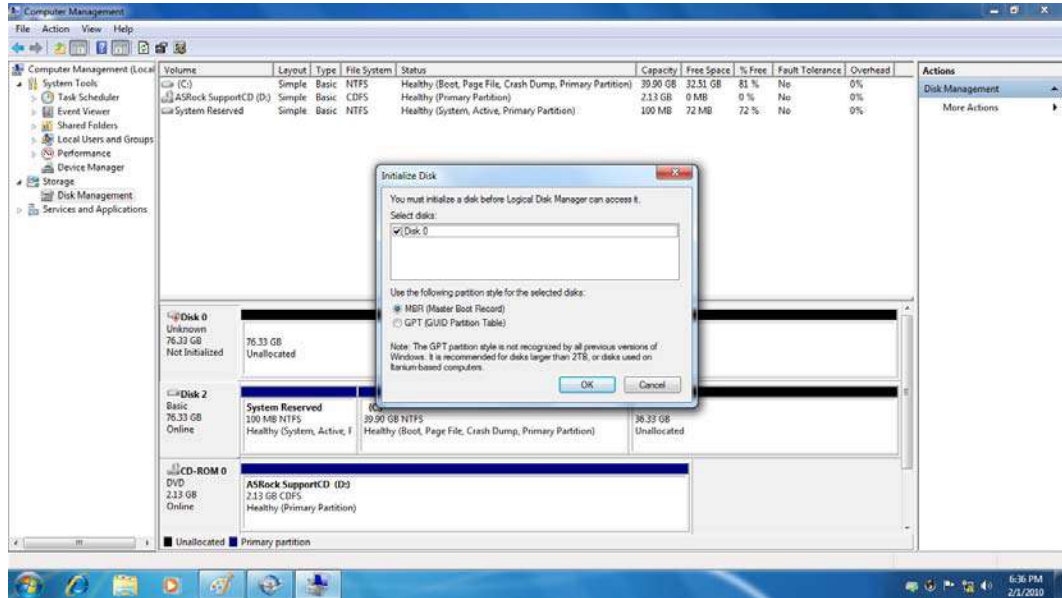 Computer Management
File Action View Help
Computer Management (Local
System Tools
Task Scheduler
Event Viewer
Shared Folders
Local Users and Groups
Performance
Device Manager
Storage
Disk Management
Services and Applications
Volume Layout Type File System Status Capacity Free Space % Free Fault Tolerance Overhead
(C:) Simple Basic NTFS Healthy (Boot, Page File, Crash Dump, Primary Partition) 39.90 GB 32.51 GB 81 % No 0%
ASRock SupportCD (D:) Simple Basic CDFS Healthy (Primary Partition) 2.13 GB 0 MB 0 % No 0%
System Reserved Simple Basic NTFS Healthy (System, Active, Primary Partition) 100 MB 72 MB 72 % No 0%
Actions
Disk Management
More Actions
Initialize Disk
You must initialize a disk before Logical Disk Manager can access it.
Select disks:
Disk 0
Use the following partition style for the selected disks:
MBR (Master Boot Record)
GPT (GUID Partition Table)
Note: The GPT partition style is not recognized by all previous versions of
Windows. It is recommended for disks larger than 2TB, or disks used on
Itanium-based computers.
OK Cancel
Disk 0
Unknown
76.33 GB
Not Initialized
76.33 GB
Unallocated
Disk 2
Basic
76.33 GB
Online
System Reserved
100 MB NTFS
Healthy (System, Active, F
(C:)
39.90 GB NTFS
Healthy (Boot, Page File, Crash Dump, Primary Partition)
36.33 GB
Unallocated
CD-ROM 0
DVD
2.13 GB
Online
ASRock SupportCD (D:)
2.13 GB CDFS
Healthy (Primary Partition)
Unallocated Primary partition
6:36 PM
2/1/2010